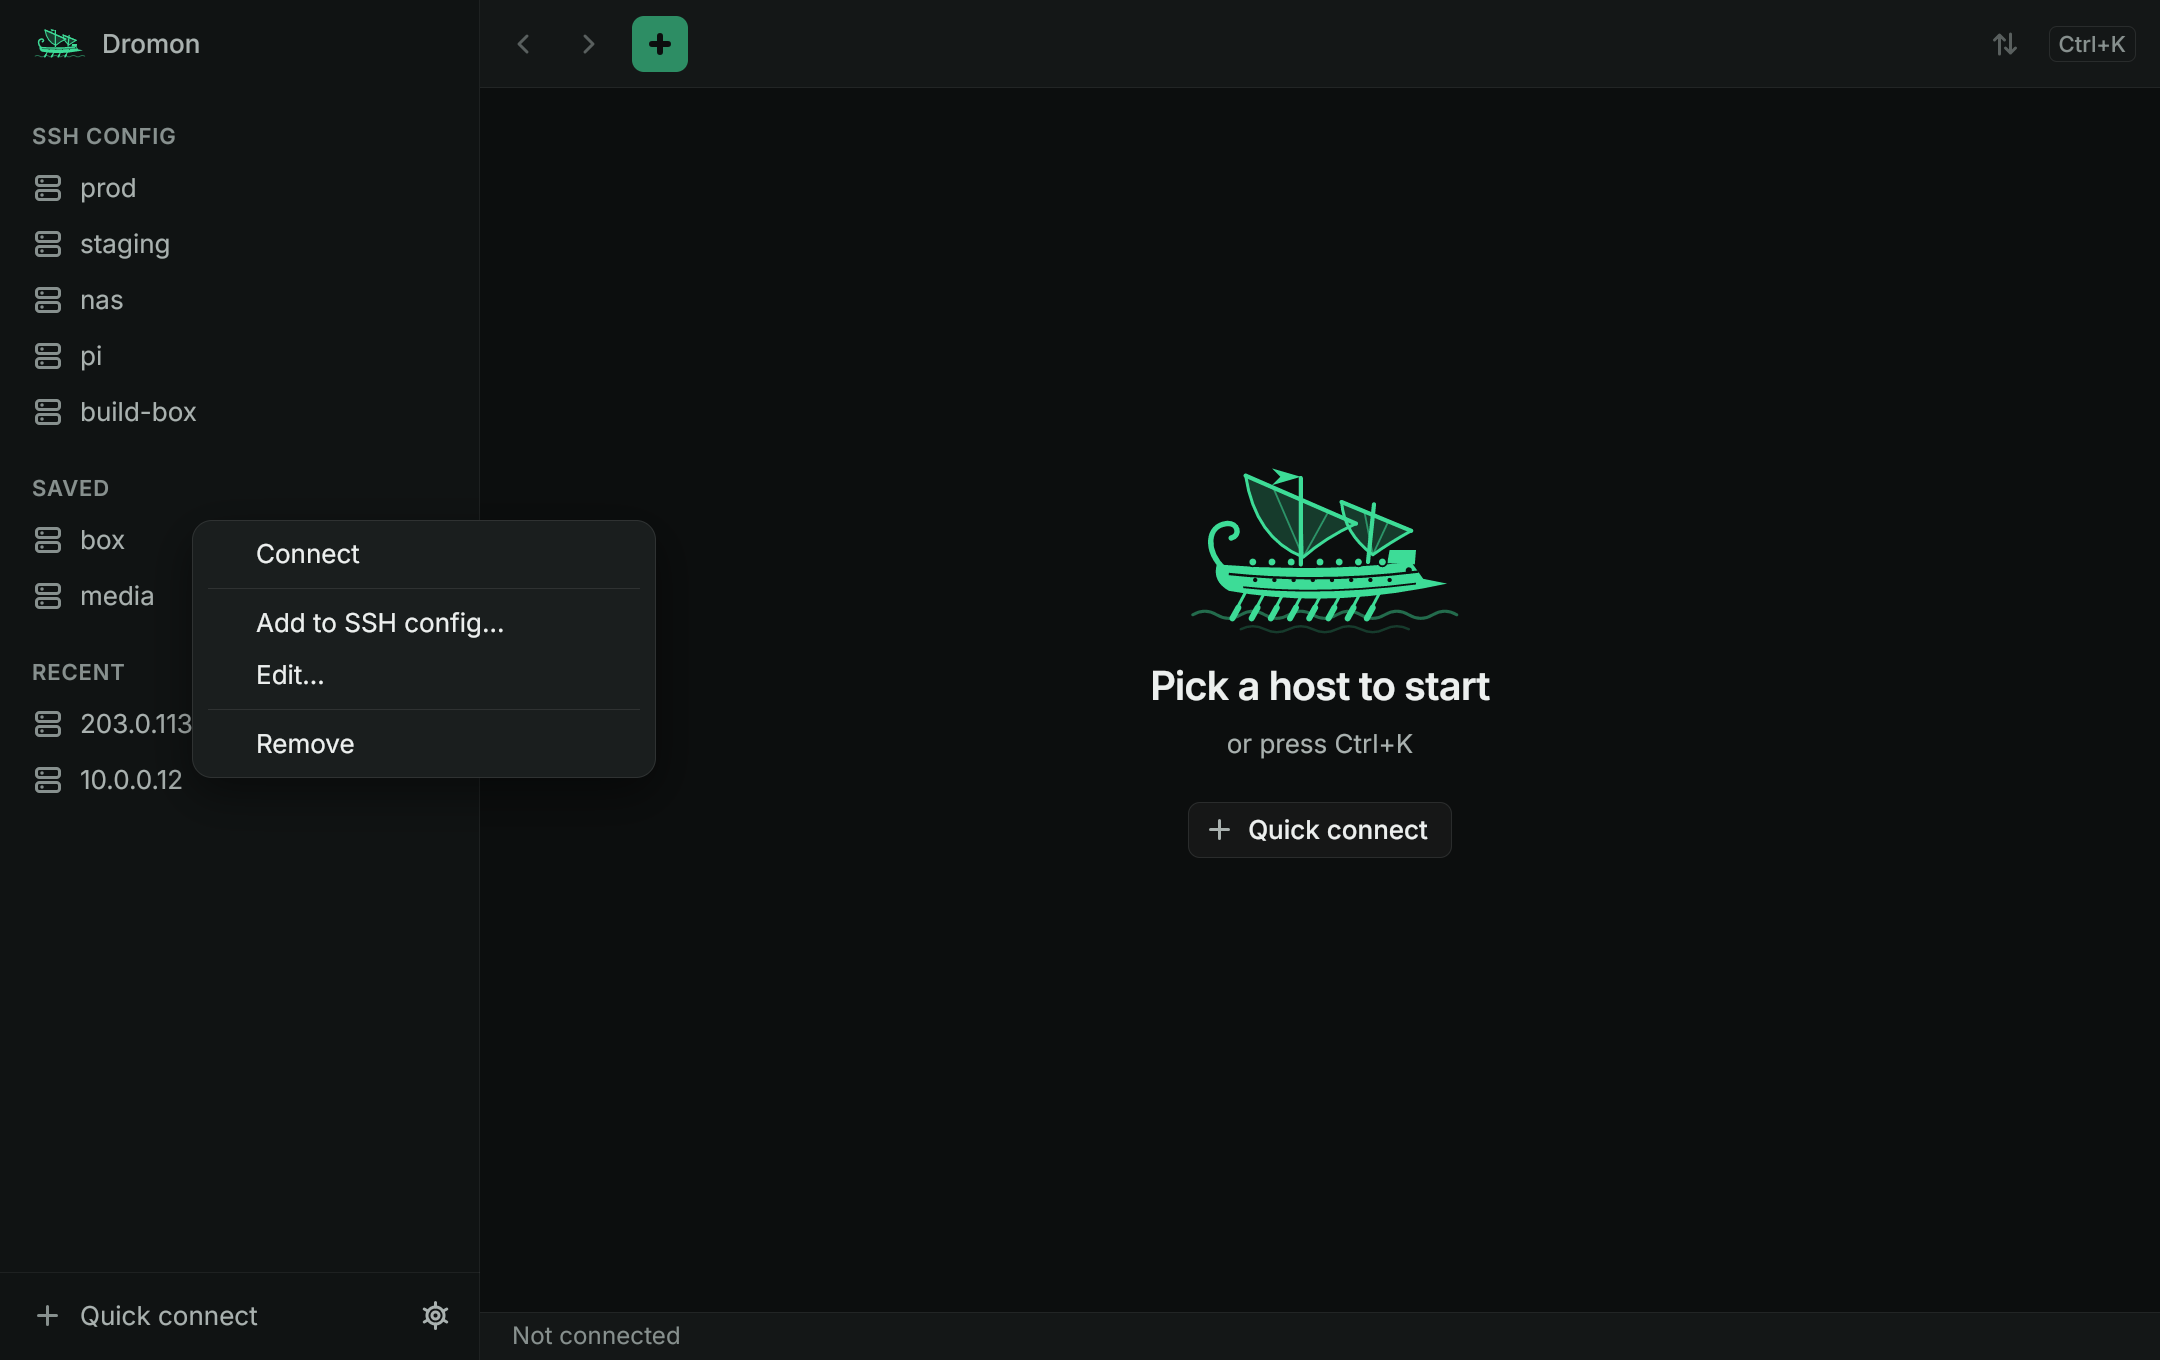 Dromon
Ctrl+K
SSH CONFIG
prod
staging
nas
pi
build-box
SAVED
box
media
RECENT
203.0.113
10.0.0.12
Connect
Add to SSH config...
Edit...
Remove
Pick a host to start
or press Ctrl+K
Quick connect
Quick connect
Not connected